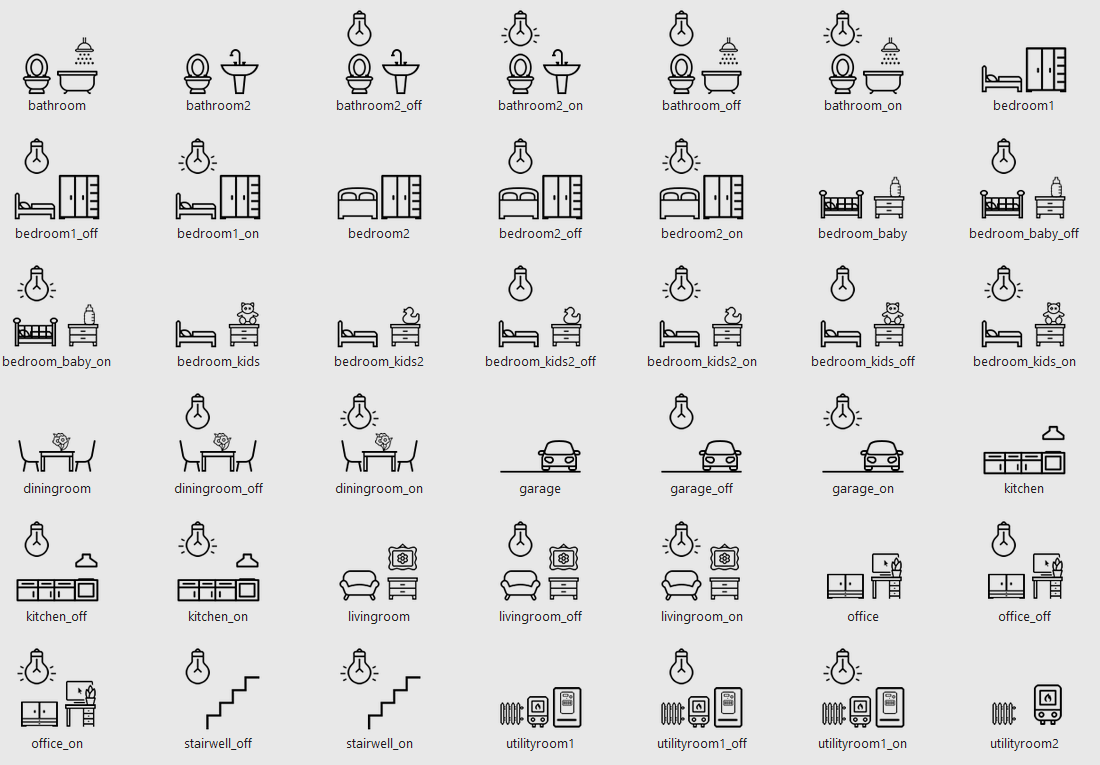 bathroom
bathroom2
bathroom2_off
bathroom2_on
bathroom_off
bathroom_on
bedroom1
bedroom1_off
bedroom1_on
bedroom2
bedroom2_off
bedroom2_on
bedroom_baby
bedroom_baby_off
bedroom_baby_on
bedroom_kids
bedroom_kids2
bedroom_kids2_off
bedroom_kids2_on
bedroom_kids_off
bedroom_kids_on
diningroom
diningroom_off
diningroom_on
garage
garage_off
garage_on
kitchen
kitchen_off
kitchen_on
livingroom
livingroom_off
livingroom_on
office
office_off
office_on
stairwell_off
stairwell_on
utilityroom1
utilityroom1_off
utilityroom1_on
utilityroom2